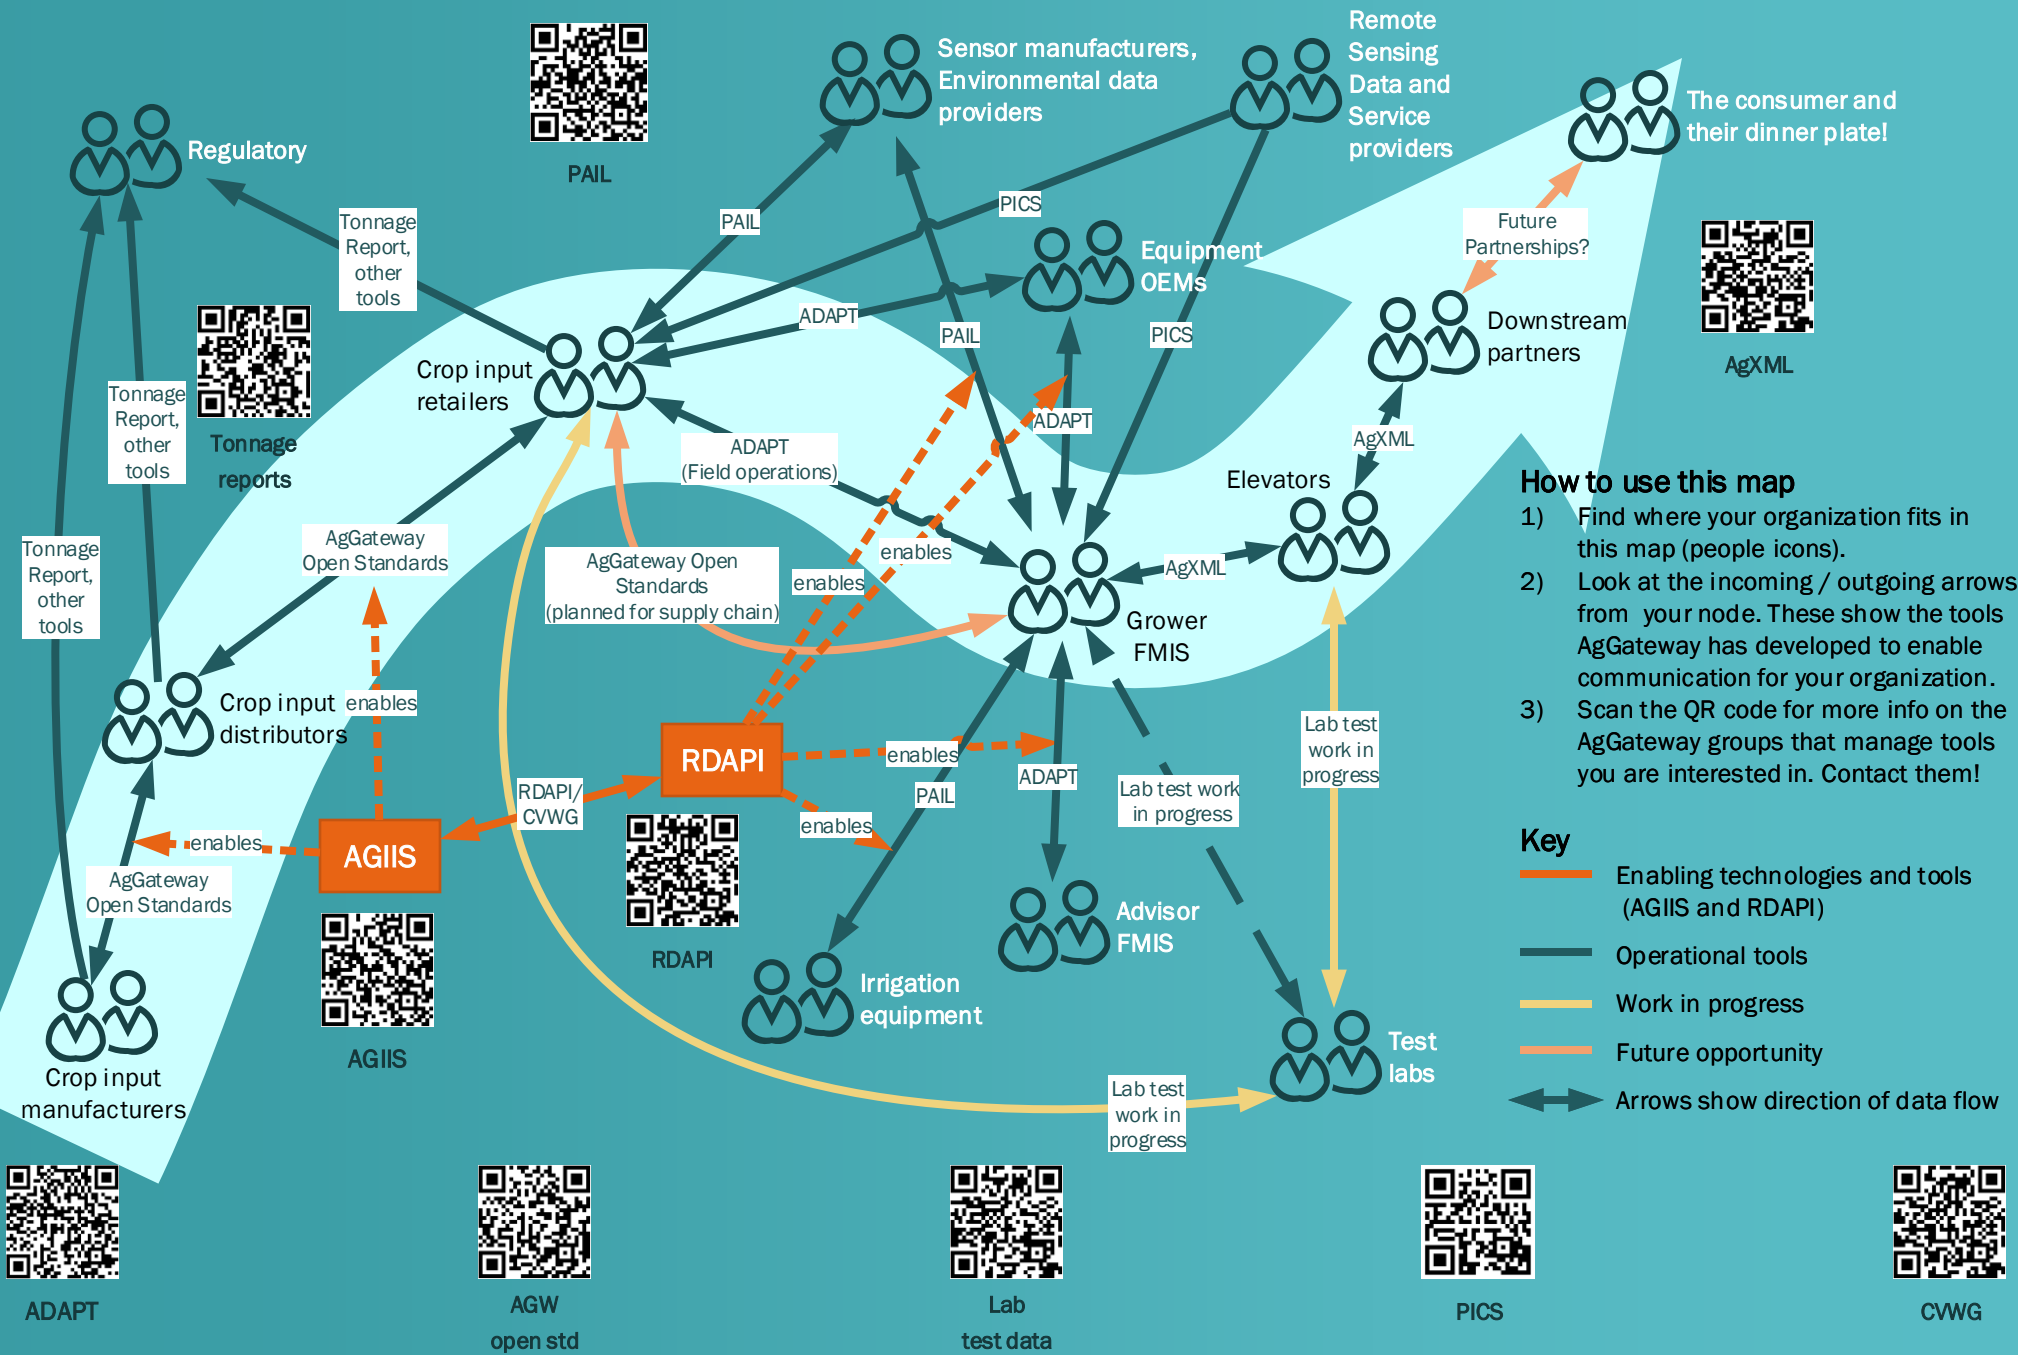 Remote
Sensing
Data and
Service
providers
Sensor manufacturers,
Environmental data
providers
The consumer and
their dinner plate!
Regulatory
PAIL
Tonnage
Report,
other
tools
PAIL
PICS
Future
Partnerships?
Equipment
OEMs
ADAPT
PAIL
PICS
Downstream
partners
AgXML
Crop input
retailers
Tonnage
Report,
other
tools
Tonnage
reports
ADAPT
(Field operations)
ADAPT
AgXML
Elevators
How to use this map
1) Find where your organization fits in
this map (people icons).
2) Look at the incoming / outgoing arrows
from your node. These show the tools
AgGateway has developed to enable
communication for your organization.
3) Scan the QR code for more info on the
AgGateway groups that manage tools
you are interested in. Contact them!
AgGateway
Open Standards
Tonnage
Report,
other
tools
AgGateway Open
Standards
(planned for supply chain)
enables
enables
AgXML
Grower
FMIS
Crop input
distributors
enables
RDAPI
enables
ADAPT
PAIL
Lab test work
in progress
Lab test
work in
progress
RDAPI/
CVWG
enables
enables
AGIIS
AgGateway
Open Standards
Key
Enabling technologies and tools
(AGIIS and RDAPI)
Operational tools
Work in progress
Future opportunity
Arrows show direction of data flow
RDAPI
Advisor
FMIS
Irrigation
equipment
AGIIS
Test
labs
Crop input
manufacturers
Lab test
work in
progress
ADAPT
AGW
open std
Lab
test data
PICS
CVWG